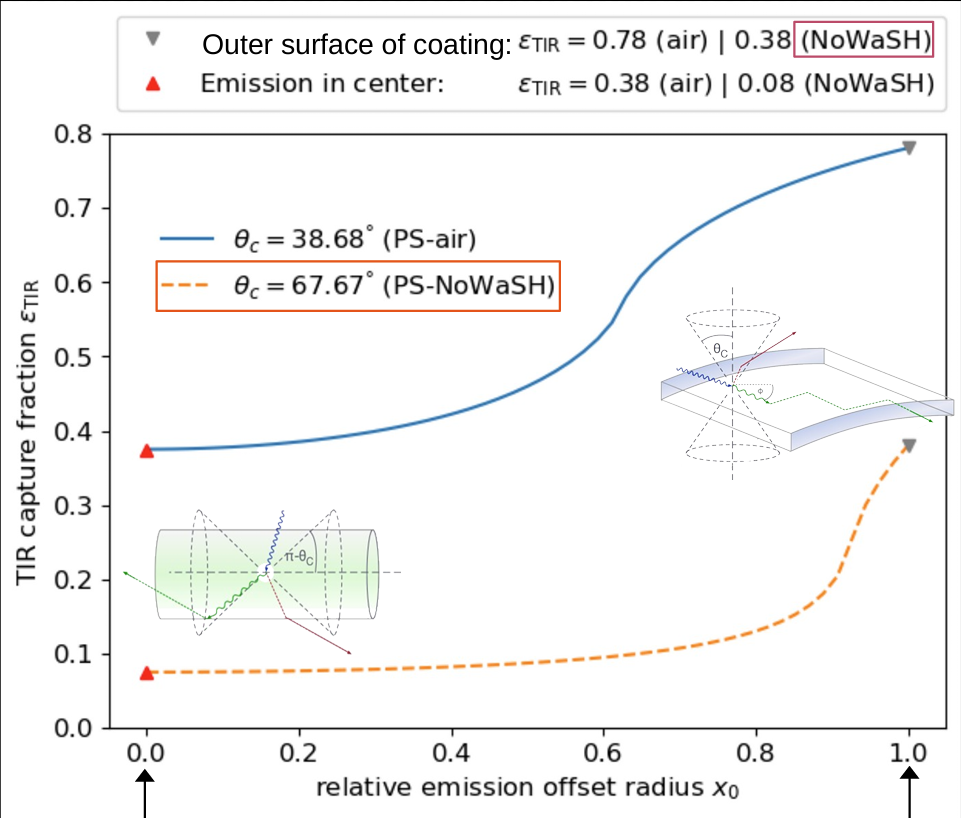 Outer surface of coating: εTIR = 0.78 (air) | 0.38 (NoWaSH)
Emission in center: εTIR = 0.38 (air) | 0.08 (NoWaSH)
0.8
0.7
0.6
0.5
0.4
0.3
0.2
0.1
0.0
TIR capture fraction εTIR
θc = 38.68° (PS-air)
θc = 67.67° (PS-NoWaSH)
θC
ϕ
π-θC
0.0 0.2 0.4 0.6 0.8 1.0
relative emission offset radius x0